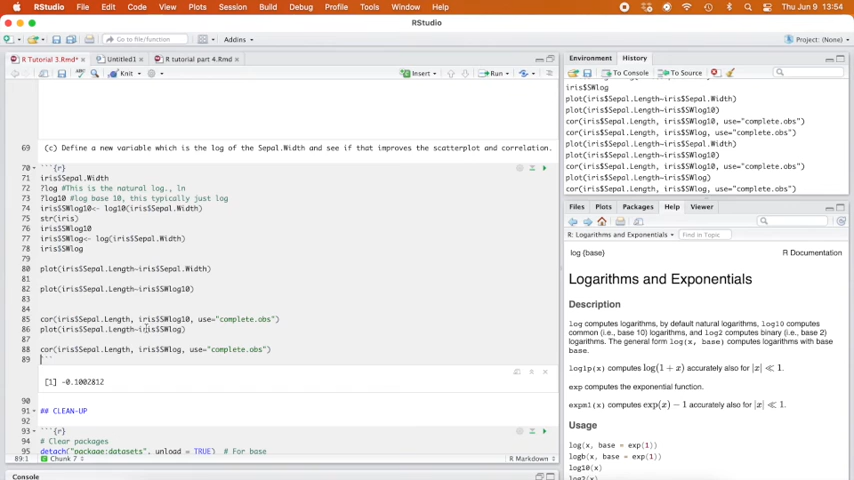 RStudio File Edit Code View Plots Session Build Debug Profile Tools Window Help Thu Jun 9 13:54
RStudio
Go to file/function
Addins
Project: (None)
R Tutorial 3.Rmd*
Untitled1
R tutorial part 4.Rmd
Knit
Insert
Run
69 (c) Define a new variable which is the log of the Sepal.Width and see if that improves the scatterplot and correlation.
70 ```{r}
71 iris$Sepal.Width
72 ?log #This is the natural log., ln
73 ?log10 #log base 10, this typically just log
74 iris$SWlog10<- log10(iris$Sepal.Width)
75 str(iris)
76 iris$SWlog10
77 iris$SWlog<- log(iris$Sepal.Width)
78 iris$SWlog
79
80 plot(iris$Sepal.Length~iris$Sepal.Width)
81
82 plot(iris$Sepal.Length~iris$SWlog10)
83
84
85 cor(iris$Sepal.Length, iris$SWlog10, use="complete.obs")
86 plot(iris$Sepal.Length~iris$SWlog)
87
88 cor(iris$Sepal.Length, iris$SWlog, use="complete.obs")
89 ```
[1] -0.1002812
90
91 ## CLEAN-UP
92
93 ```{r}
94 # Clear packages
95 detach("package:datasets", unload = TRUE) # For base
89:1 Chunk 7
R Markdown
Console
Environment History
To Console To Source
iris$SWlog
plot(iris$Sepal.Length~iris$Sepal.Width)
plot(iris$Sepal.Length~iris$SWlog10)
cor(iris$Sepal.Length, iris$SWlog10, use="complete.obs")
cor(iris$Sepal.Length, iris$SWlog, use="complete.obs")
plot(iris$Sepal.Length~iris$Sepal.Width)
plot(iris$Sepal.Length~iris$SWlog10)
cor(iris$Sepal.Length, iris$SWlog10, use="complete.obs")
plot(iris$Sepal.Length~iris$SWlog)
cor(iris$Sepal.Length, iris$SWlog, use="complete.obs")
Files Plots Packages Help Viewer
R: Logarithms and Exponentials
Find in Topic
log {base}
R Documentation
Logarithms and Exponentials
Description
log computes logarithms, by default natural logarithms, log10 computes
common (i.e., base 10) logarithms, and log2 computes binary (i.e., base 2)
logarithms. The general form log(x, base) computes logarithms with base
base.
log1p(x) computes log(1 + x) accurately also for |x| ≪ 1.
exp computes the exponential function.
expm1(x) computes exp(x) − 1 accurately also for |x| ≪ 1.
Usage
log(x, base = exp(1))
logb(x, base = exp(1))
log10(x)
log2(x)